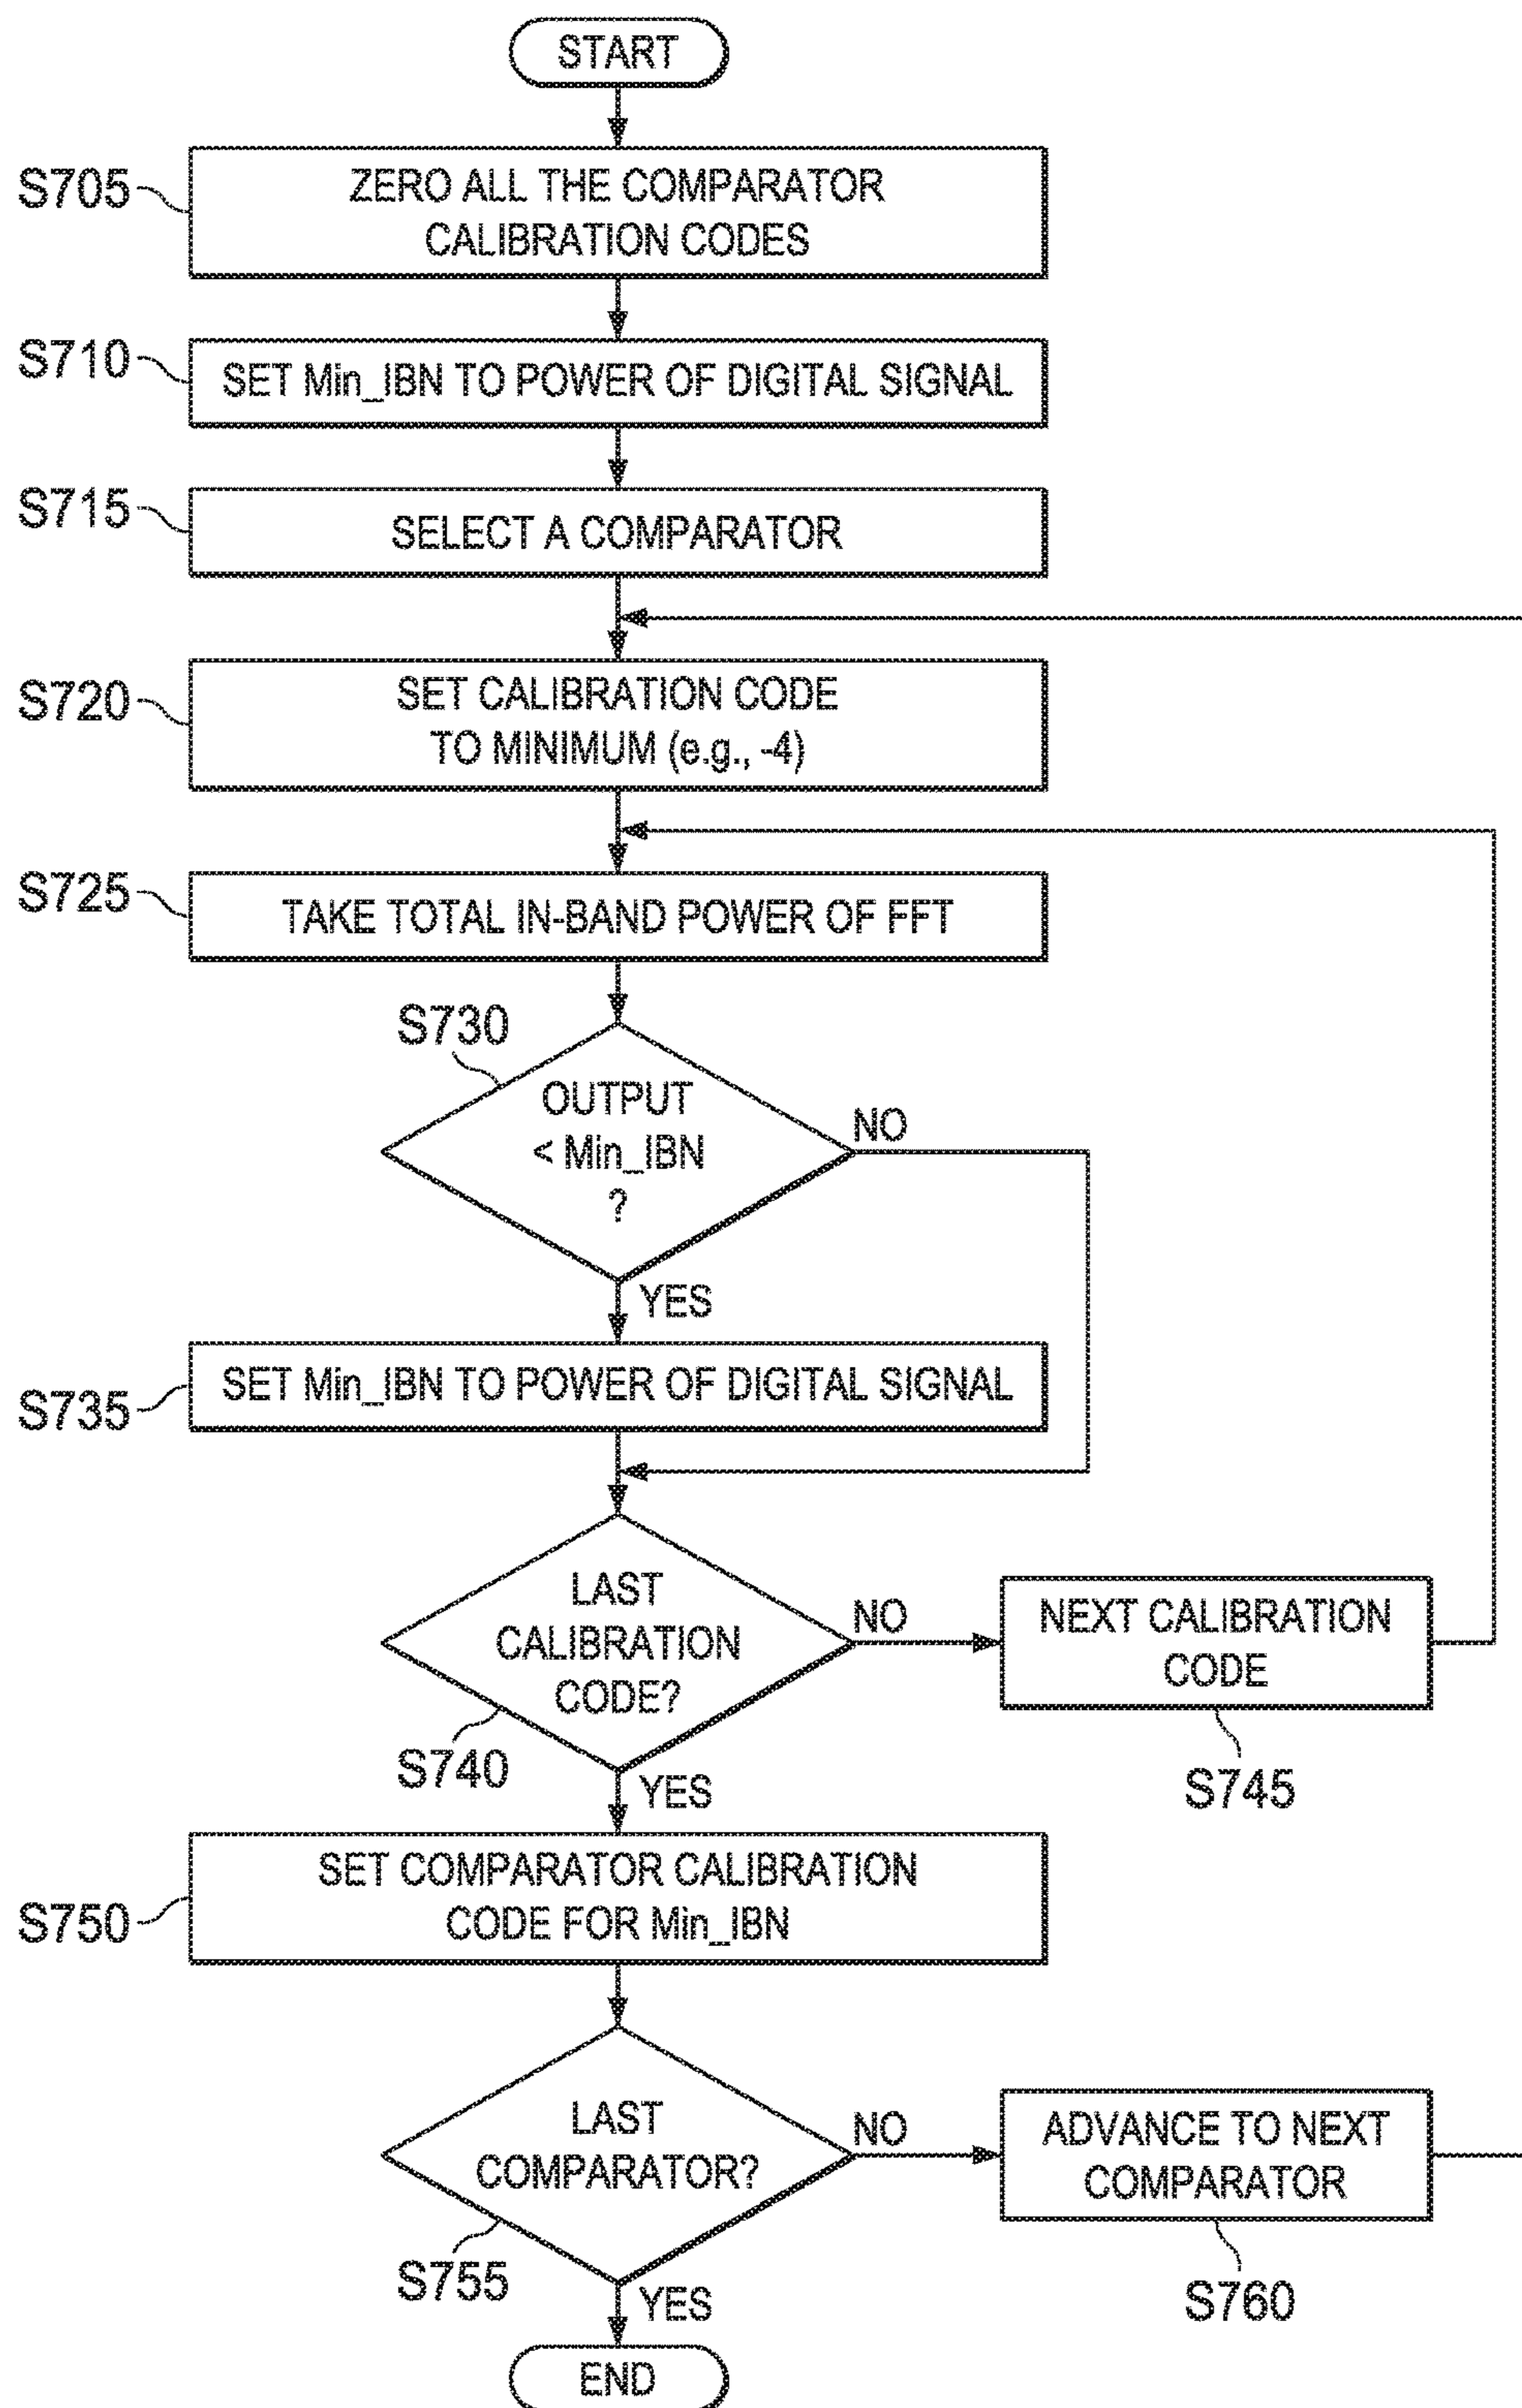 START
S705
ZERO ALL THE COMPARATOR
CALIBRATION CODES
S710
SET Min_IBN TO POWER OF DIGITAL SIGNAL
S715
SELECT A COMPARATOR
S720
SET CALIBRATION CODE
TO MINIMUM (e.g., -4)
S725
TAKE TOTAL IN-BAND POWER OF FFT
S730
OUTPUT
< Min_IBN
?
NO
YES
S735
SET Min_IBN TO POWER OF DIGITAL SIGNAL
LAST
CALIBRATION
CODE?
NO
NEXT CALIBRATION
CODE
S740
YES
S745
S750
SET COMPARATOR CALIBRATION
CODE FOR Min_IBN
LAST
COMPARATOR?
NO
ADVANCE TO NEXT
COMPARATOR
S755
YES
S760
END